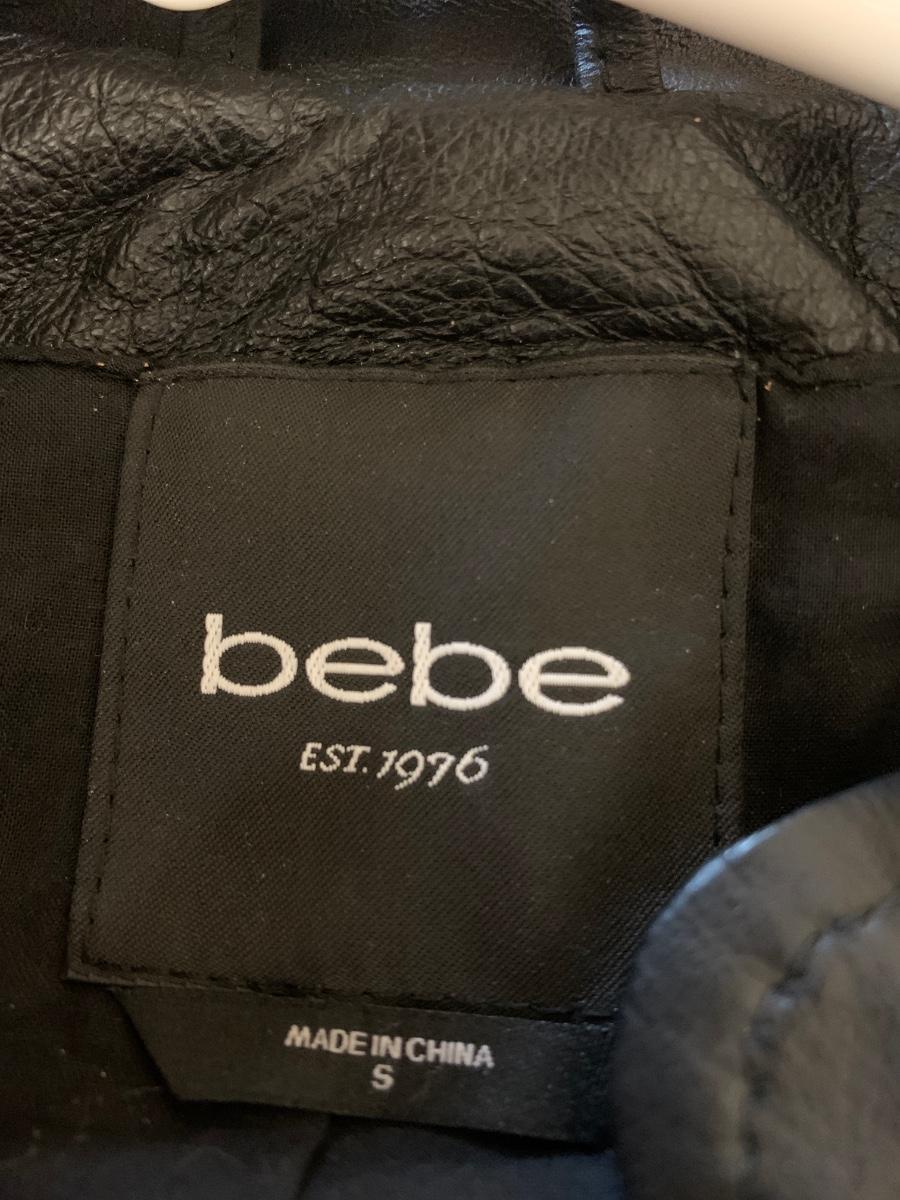 bebe
EST. 1976
MADE IN CHINA
S